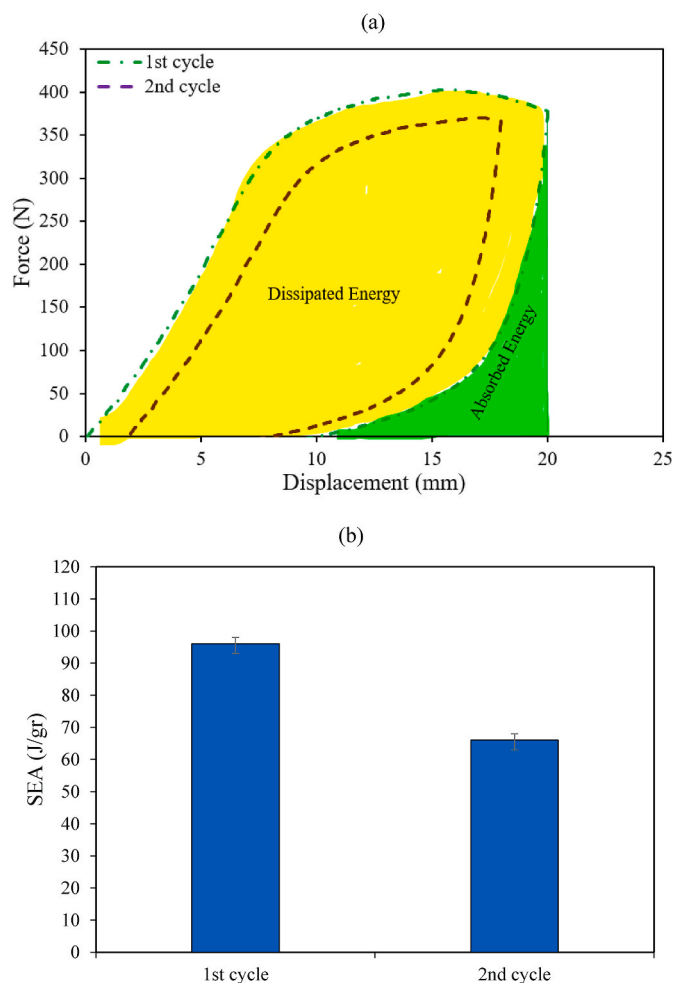 (a)
450
400
350
300
250
200
150
100
50
0
Force (N)
1st cycle
2nd cycle
Dissipated Energy
Absorbed Energy
0 5 10 15 20 25
Displacement (mm)
(b)
120
110
100
90
80
70
60
50
40
30
20
10
0
SEA (J/gr)
1st cycle 2nd cycle